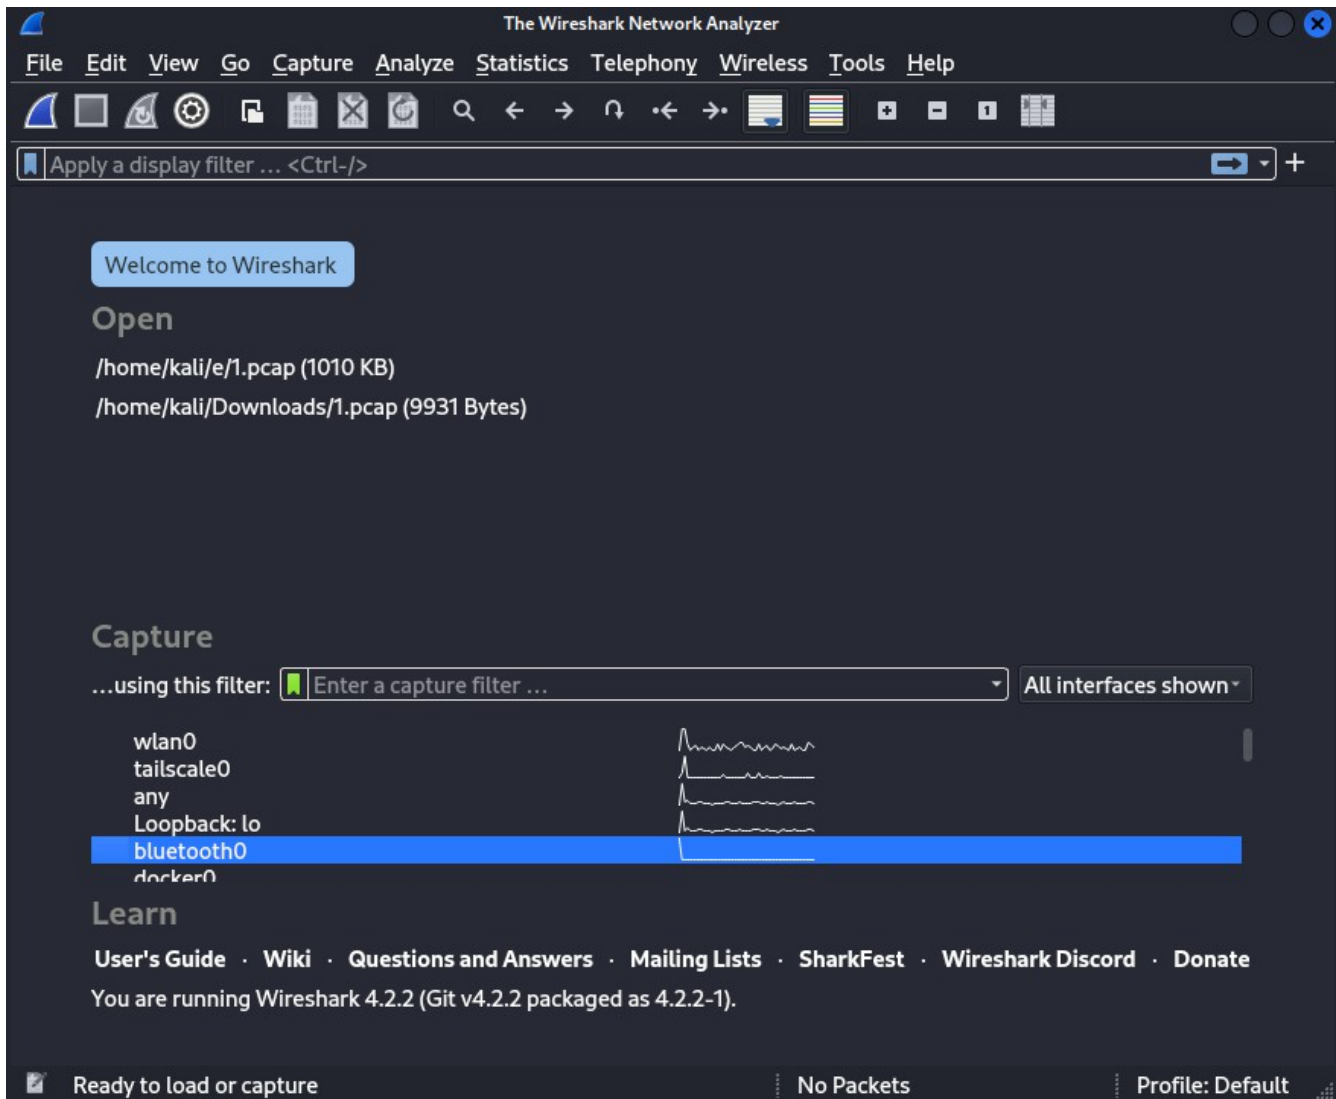 The Wireshark Network Analyzer
File Edit View Go Capture Analyze Statistics Telephony Wireless Tools Help
1
Apply a display filter … <Ctrl-/>
Welcome to Wireshark
Open
/home/kali/e/1.pcap (1010 KB)
/home/kali/Downloads/1.pcap (9931 Bytes)
Capture
…using this filter: Enter a capture filter … All interfaces shown
wlan0
tailscale0
any
Loopback: lo
bluetooth0
docker0
Learn
User's Guide · Wiki · Questions and Answers · Mailing Lists · SharkFest · Wireshark Discord · Donate
You are running Wireshark 4.2.2 (Git v4.2.2 packaged as 4.2.2-1).
Ready to load or capture No Packets Profile: Default